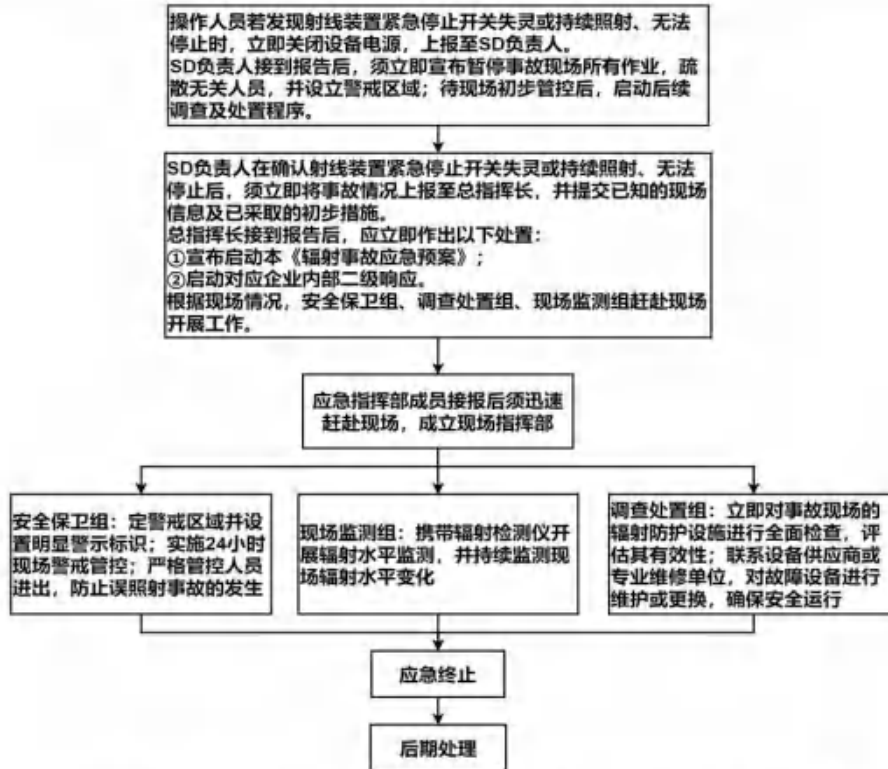 操作人员若发现射线装置紧急停止开关失灵或持续照射、无法
停止时，立即关闭设备电源，上报至SD负责人。
SD负责人接到报告后，须立即宣布暂停事故现场所有作业，疏
散无关人员，并设立警戒区域；待现场初步管控后，启动后续
调查及处置程序。
SD负责人在确认射线装置紧急停止开关失灵或持续照射、无法
停止后，须立即将事故情况上报至总指挥长，并提交已知的现场
信息及已采取的初步措施。
总指挥长接到报告后，应立即作出以下处置：
①宣布启动本《辐射事故应急预案》；
②启动对应企业内部二级响应。
根据现场情况，安全保卫组、调查处置组、现场监测组赶赴现场
开展工作。
应急指挥部成员接报后须迅速
赶赴现场，成立现场指挥部
安全保卫组：定警戒区域并设
置明显警示标识；实施24小时
现场警戒管控；严格管控人员
进出，防止误照射事故的发生
现场监测组：携带辐射检测仪开
展辐射水平监测，并持续监测现
场辐射水平变化
调查处置组：立即对事故现场的
辐射防护设施进行全面检查，评
估其有效性；联系设备供应商或
专业维修单位，对故障设备进行
维护或更换，确保安全运行
应急终止
后期处理